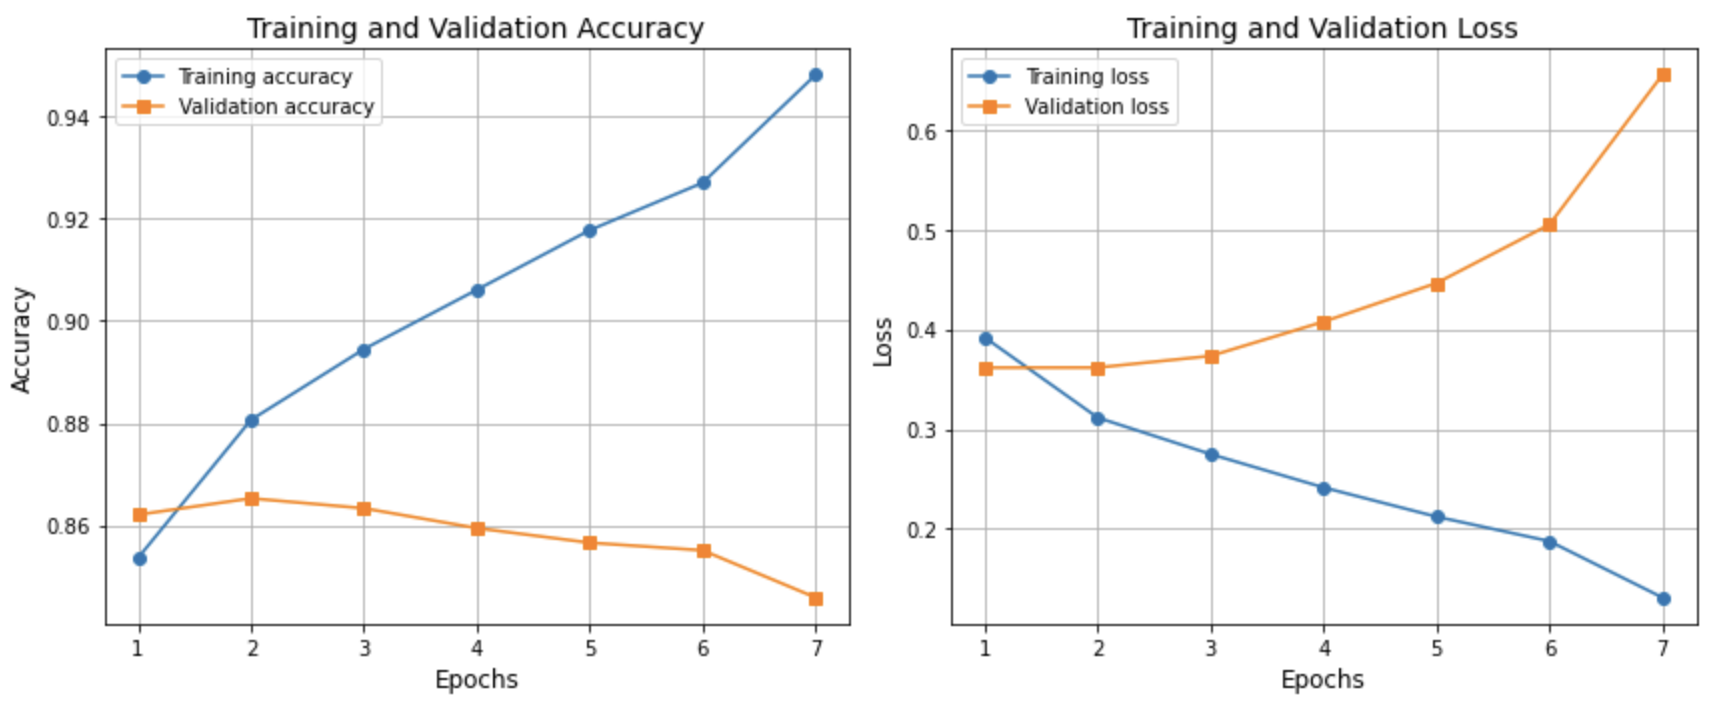 Training and Validation Accuracy
Training accuracy
Validation accuracy
0.94
0.92
0.90
0.88
0.86
Accuracy
1 2 3 4 5 6 7
Epochs
Training and Validation Loss
Training loss
Validation loss
0.6
0.5
0.4
0.3
0.2
Loss
1 2 3 4 5 6 7
Epochs